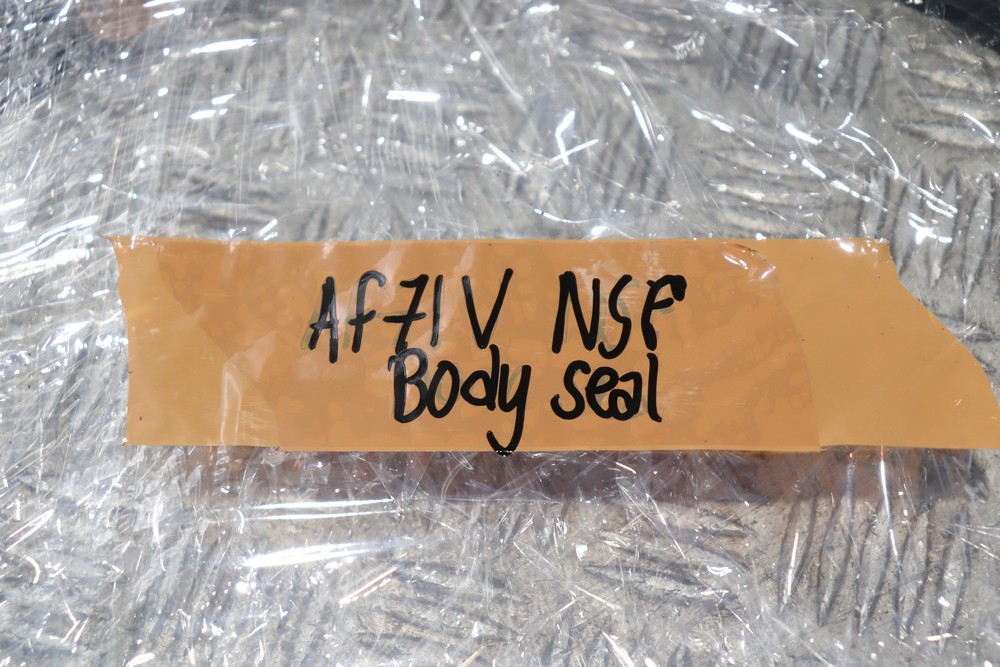 Af71V NSF
Body seal